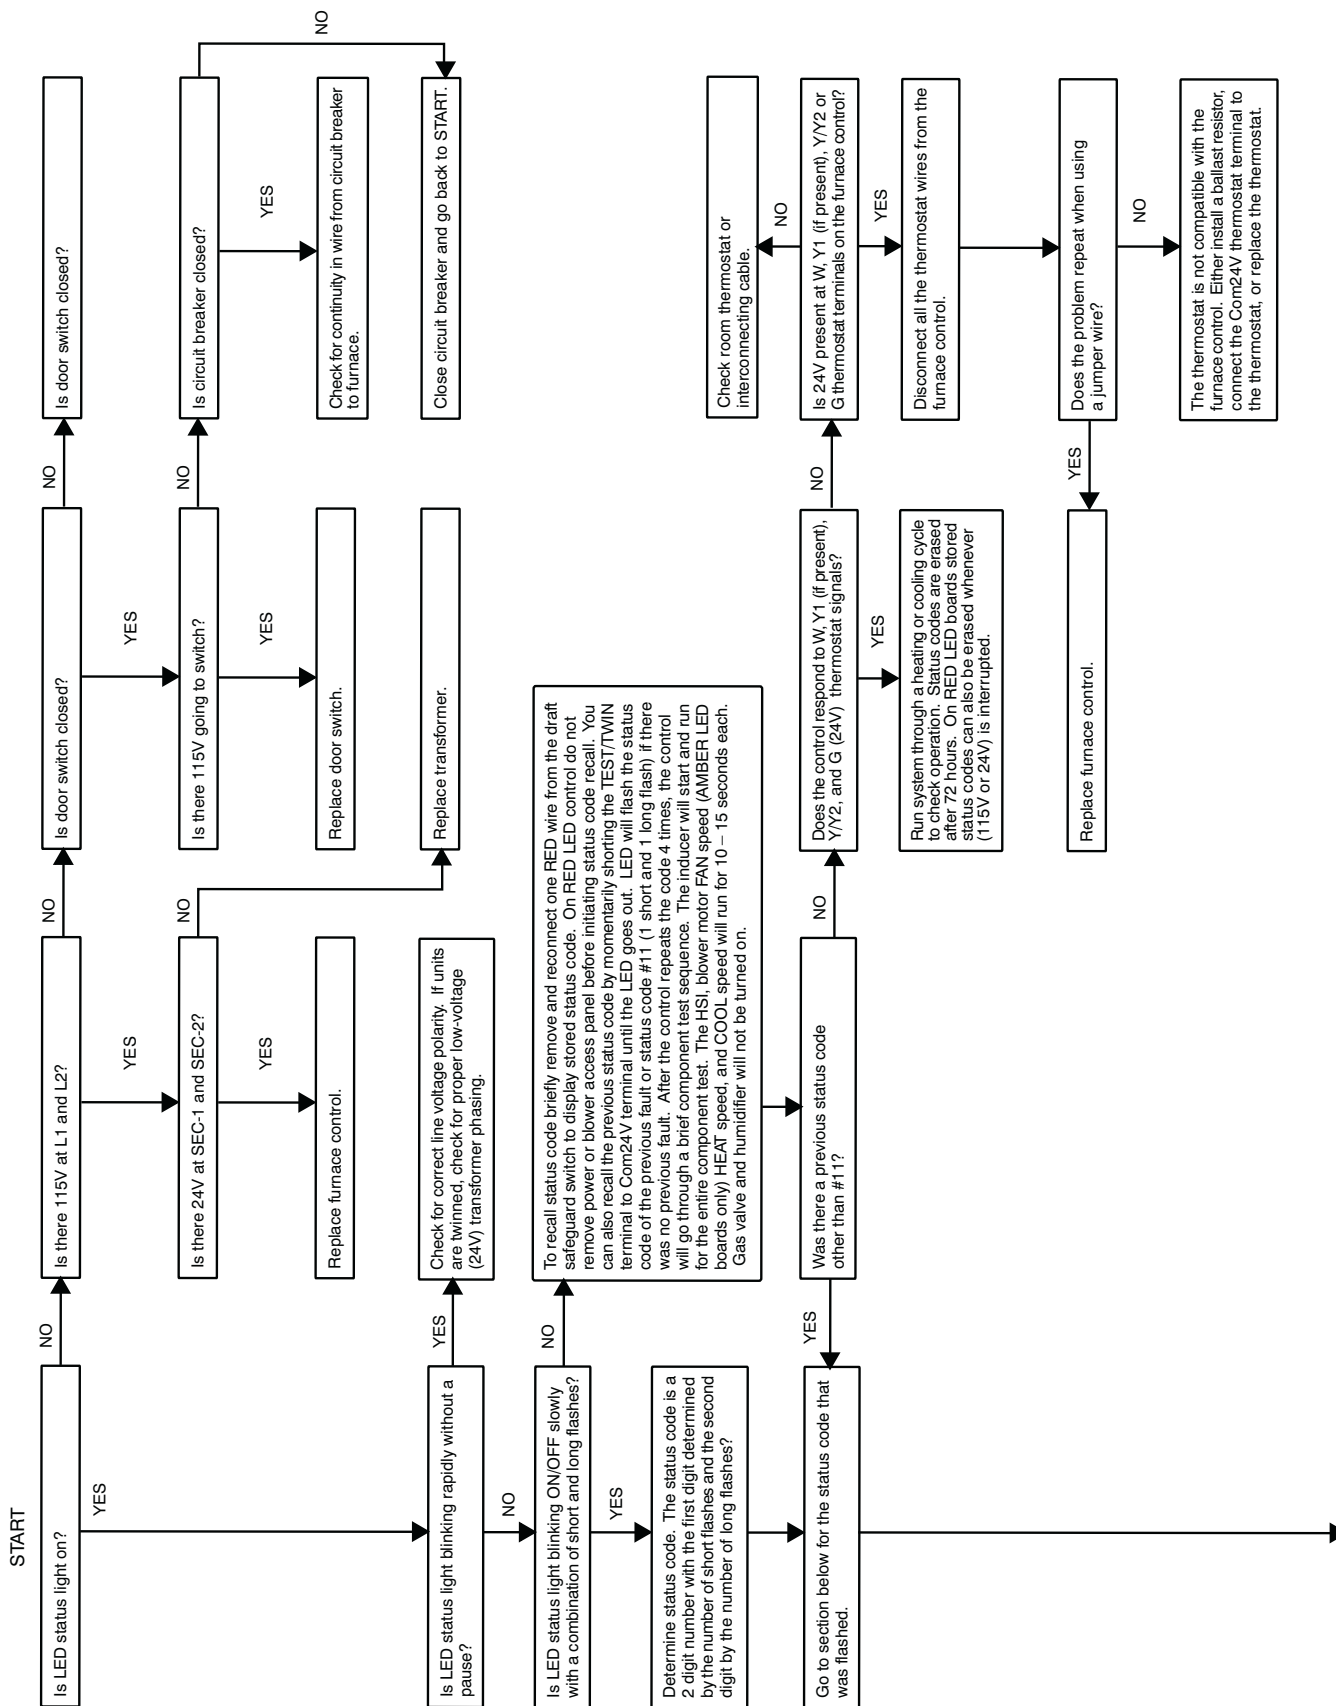 START
Is LED status light on?
NO
YES
Is there 115V at L1 and L2?
NO
YES
Is door switch closed?
NO
YES
Is door switch closed?
Is there 24V at SEC-1 and SEC-2?
NO
YES
Is there 115V going to switch?
NO
YES
Is circuit breaker closed?
NO
YES
Replace furnace control.
Replace door switch.
Check for continuity in wire from circuit breaker
to furnace.
Is LED status light blinking rapidly without a
pause?
YES
NO
Check for correct line voltage polarity. If units
are twinned, check for proper low-voltage
(24V) transformer phasing.
Replace transformer.
Close circuit breaker and go back to START.
Is LED status light blinking ON/OFF slowly
with a combination of short and long flashes?
NO
YES
To recall status code briefly remove and reconnect one RED wire from the draft
safeguard switch to display stored status code. On RED LED control do not
remove power or blower access panel before initiating status code recall. You
can also recall the previous status code by momentarily shorting the TEST/TWIN
terminal to Com24V terminal until the LED goes out. LED will flash the status
code of the previous fault or status code #11 (1 short and 1 long flash) if there
was no previous fault. After the control repeats the code 4 times, the control
will go through a brief component test sequence. The inducer will start and run
for the entire component test. The HSI, blower motor FAN speed (AMBER LED
boards only) HEAT speed, and COOL speed will run for 10 – 15 seconds each.
Gas valve and humidifier will not be turned on.
Determine status code. The status code is a
2 digit number with the first digit determined
by the number of short flashes and the second
digit by the number of long flashes?
Go to section below for the status code that
was flashed.
YES
Was there a previous status code
other than #11?
NO
Does the control respond to W, Y1 (if present),
Y/Y2, and G (24V) thermostat signals?
NO
YES
Check room thermostat or
interconnecting cable.
NO
Is 24V present at W, Y1 (if present), Y/Y2 or
G thermostat terminals on the furnace control?
YES
Run system through a heating or cooling cycle
to check operation. Status codes are erased
after 72 hours. On RED LED boards stored
status codes can also be erased whenever
(115V or 24V) is interrupted.
Disconnect all the thermostat wires from the
furnace control.
Replace furnace control.
YES
Does the problem repeat when using
a jumper wire?
NO
The thermostat is not compatible with the
furnace control. Either install a ballast resistor,
connect the Com24V thermostat terminal to
the thermostat, or replace the thermostat.